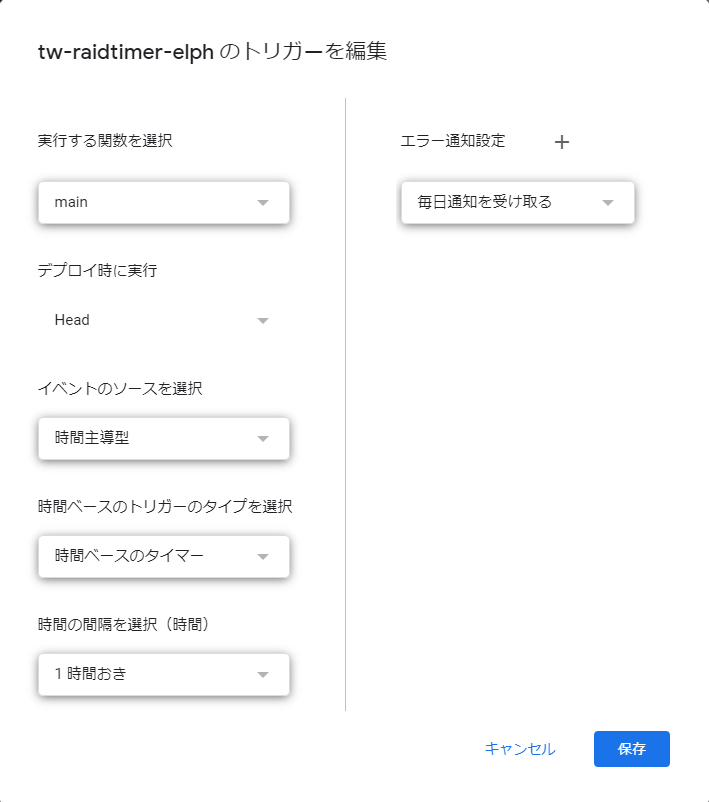 tw-raidtimer-elph のトリガーを編集
実行する関数を選択
main
デプロイ時に実行
Head
イベントのソースを選択
時間主導型
時間ベースのトリガーのタイプを選択
時間ベースのタイマー
時間の間隔を選択（時間）
1 時間おき
エラー通知設定 +
毎日通知を受け取る
キャンセル 保存